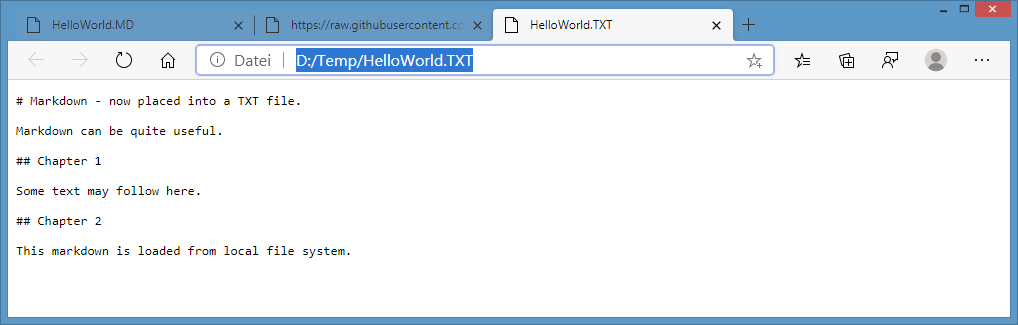 HelloWorld.MD
https://raw.githubusercontent.co
HelloWorld.TXT
Datei
D:/Temp/HelloWorld.TXT
# Markdown - now placed into a TXT file.
Markdown can be quite useful.
## Chapter 1
Some text may follow here.
## Chapter 2
This markdown is loaded from local file system.